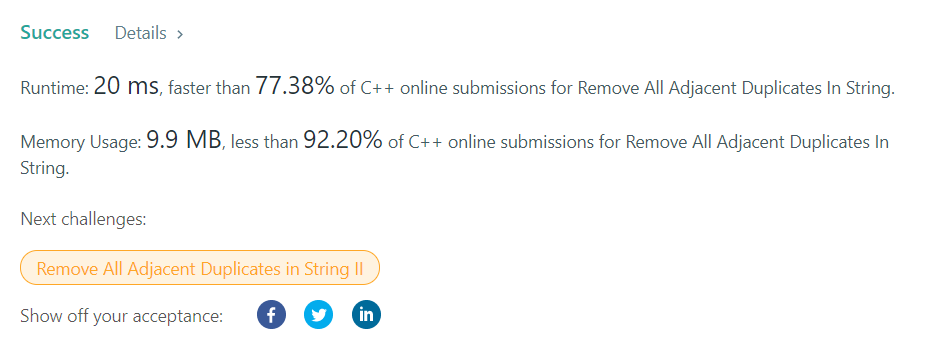 Success Details >
Runtime: 20 ms, faster than 77.38% of C++ online submissions for Remove All Adjacent Duplicates In String.
Memory Usage: 9.9 MB, less than 92.20% of C++ online submissions for Remove All Adjacent Duplicates In
String.
Next challenges:
Remove All Adjacent Duplicates in String II
Show off your acceptance: f in